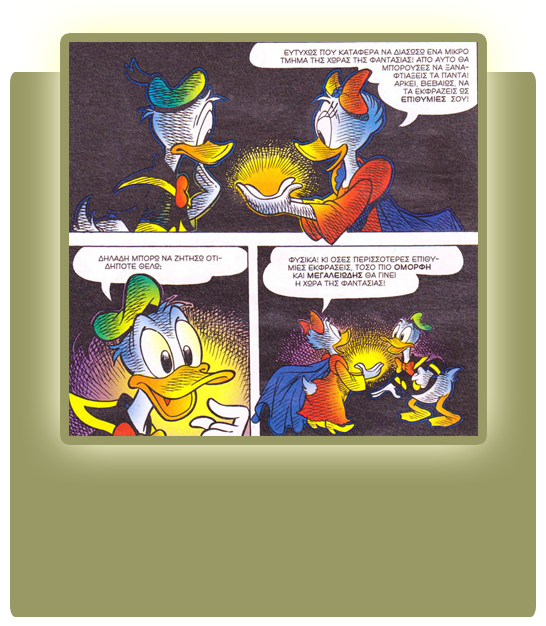 ΕΥΤΥΧΩΣ ΠΟΥ ΚΑΤΑΦΕΡΑ ΝΑ ΔΙΑΣΩΣΩ ΕΝΑ ΜΙΚΡΟ
ΤΜΗΜΑ ΤΗΣ ΧΩΡΑΣ ΤΗΣ ΦΑΝΤΑΣΙΑΣ! ΑΠΟ ΑΥΤΟ ΘΑ
ΜΠΟΡΟΥΣΕΣ ΝΑ ΞΑΝΑ-
ΦΤΙΑΞΕΙΣ ΤΑ ΠΑΝΤΑ!
ΑΡΚΕΙ, ΒΕΒΑΙΩΣ, ΝΑ
ΤΑ ΕΚΦΡΑΖΕΙΣ ΩΣ
ΕΠΙΘΥΜΙΕΣ ΣΟΥ!
ΔΗΛΑΔΗ ΜΠΟΡΩ ΝΑ ΖΗΤΗΣΩ ΟΤΙ-
ΔΗΠΟΤΕ ΘΕΛΩ;
ΦΥΣΙΚΑ! ΚΙ ΟΣΕΣ ΠΕΡΙΣΣΟΤΕΡΕΣ ΕΠΙΘΥ-
ΜΙΕΣ ΕΚΦΡΑΣΕΙΣ, ΤΟΣΟ ΠΙΟ ΟΜΟΡΦΗ
ΚΑΙ ΜΕΓΑΛΕΙΩΔΗΣ ΘΑ ΓΙΝΕΙ
Η ΧΩΡΑ ΤΗΣ ΦΑΝΤΑΣΙΑΣ!